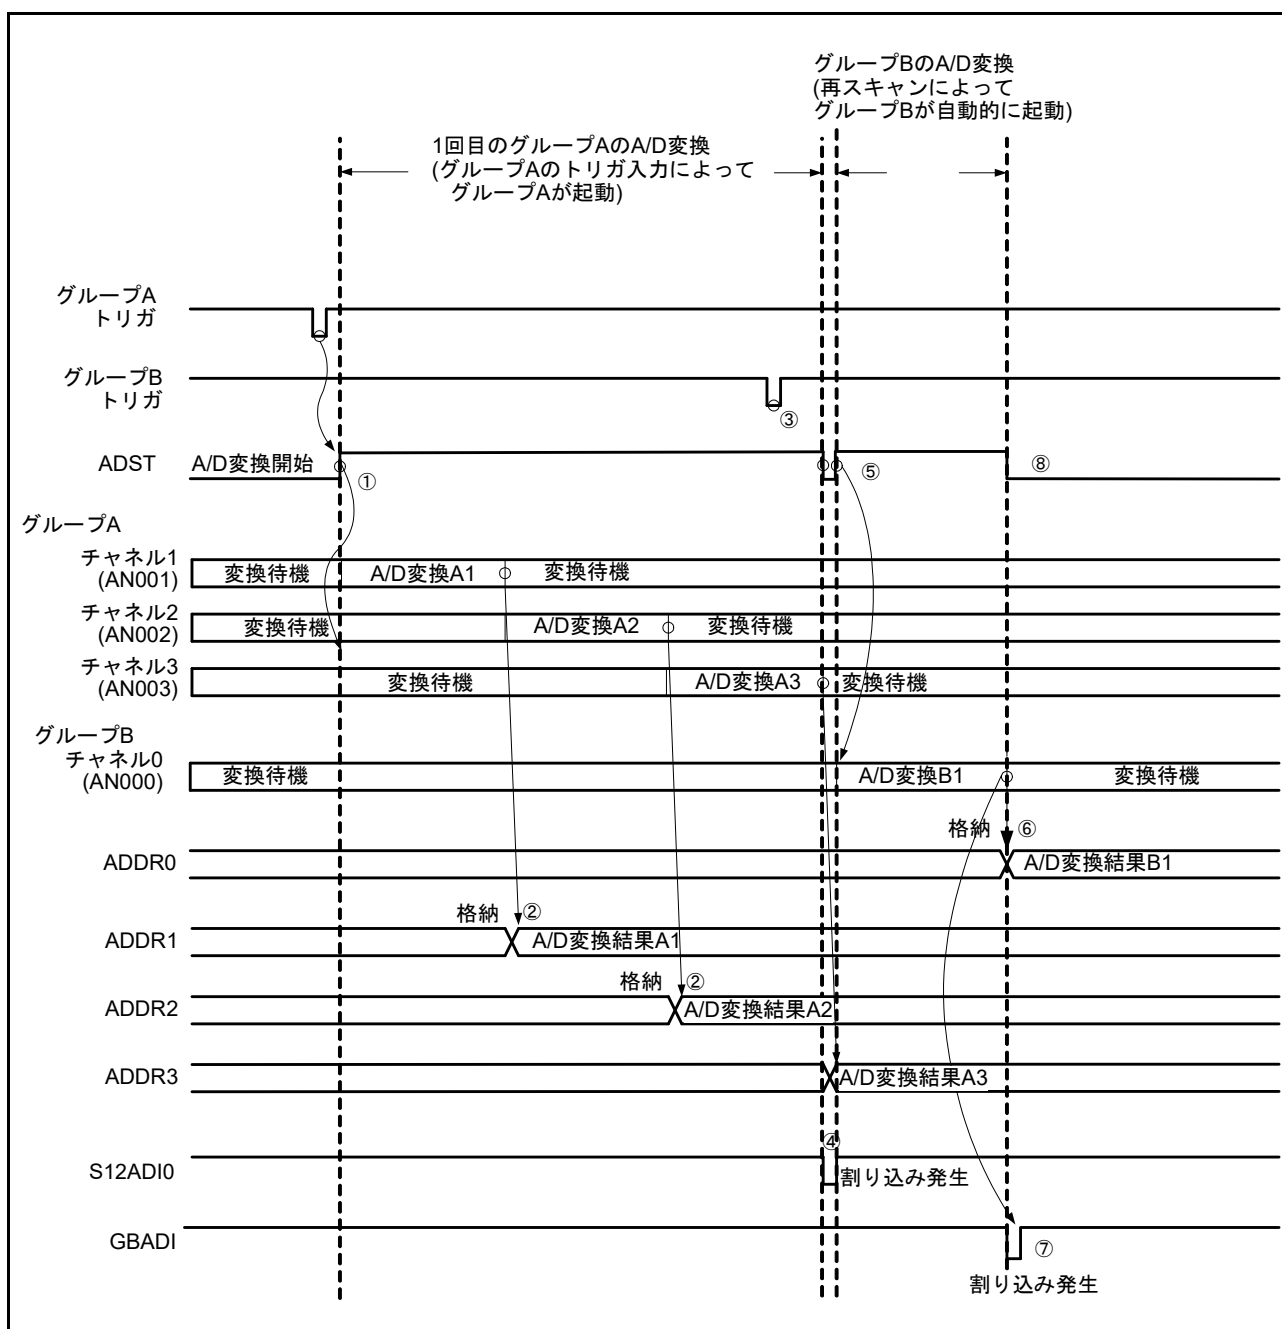 グループBのA/D変換
(再スキャンによって
グループBが自動的に起動)
1回目のグループAのA/D変換
(グループAのトリガ入力によって
グループAが起動)
グループA
トリガ
グループB
トリガ
③
ADST
A/D変換開始
①
⑤
⑧
グループA
チャネル1
(AN001)
変換待機
A/D変換A1
変換待機
チャネル2
(AN002)
変換待機
A/D変換A2
変換待機
チャネル3
(AN003)
変換待機
A/D変換A3
変換待機
グループB
チャネル0
(AN000)
変換待機
A/D変換B1
変換待機
格納
⑥
ADDR0
A/D変換結果B1
格納
②
ADDR1
A/D変換結果A1
格納
②
ADDR2
A/D変換結果A2
ADDR3
A/D変換結果A3
④
S12ADI0
割り込み発生
GBADI
⑦
割り込み発生